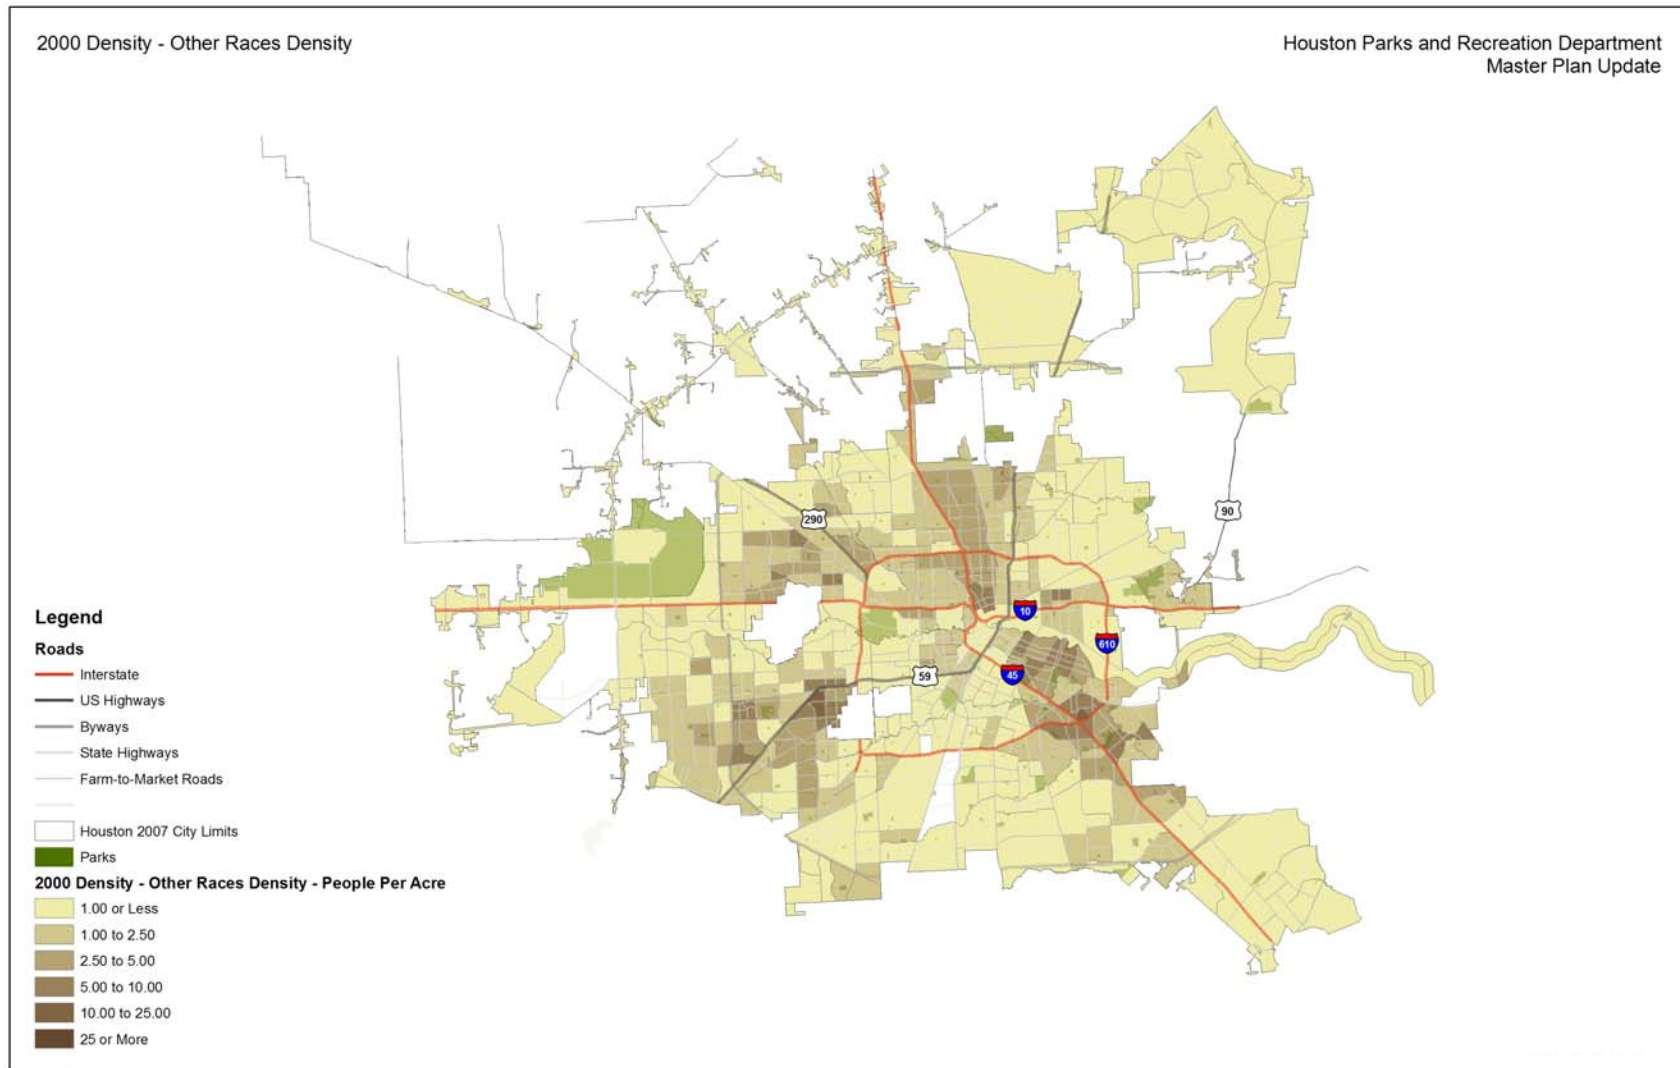 2000 Density - Other Races Density
Houston Parks and Recreation Department
Master Plan Update
290
90
10
610
45
59
Legend
Roads
Interstate
US Highways
Byways
State Highways
Farm-to-Market Roads
Houston 2007 City Limits
Parks
2000 Density - Other Races Density - People Per Acre
1.00 or Less
1.00 to 2.50
2.50 to 5.00
5.00 to 10.00
10.00 to 25.00
25 or More